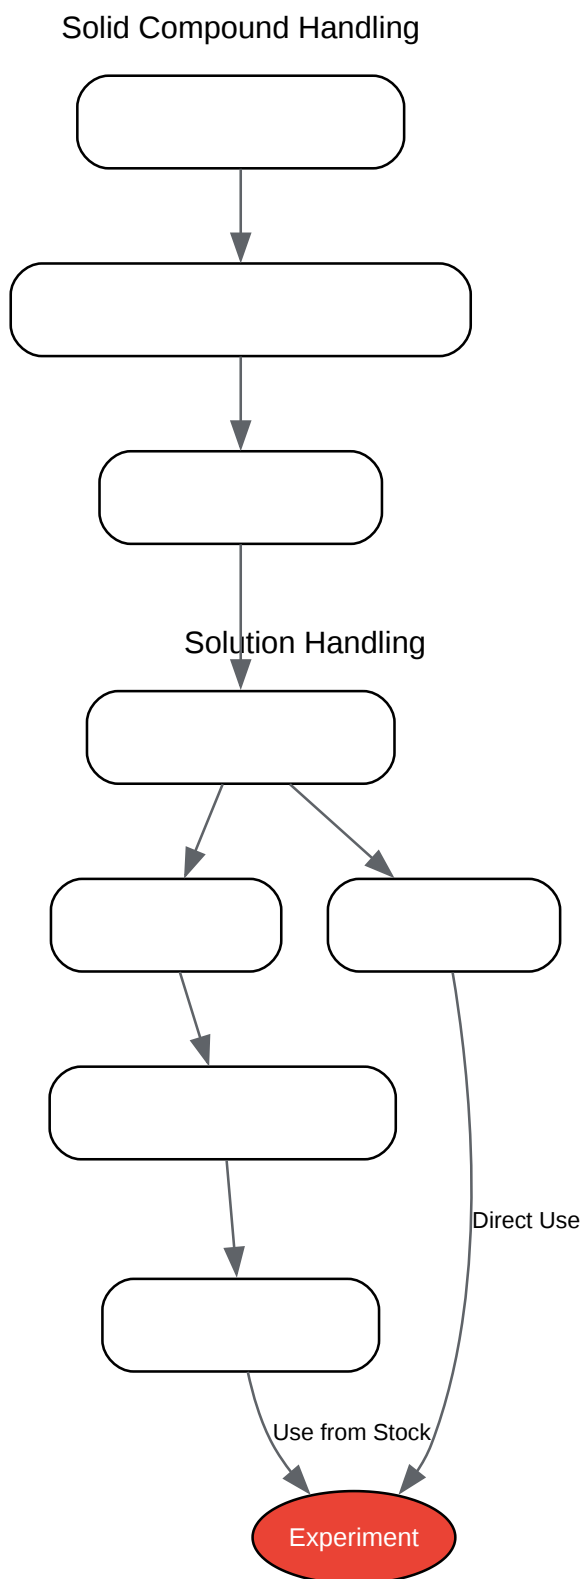 Solid Compound Handling
Solution Handling
Direct Use
Use from Stock
Experiment